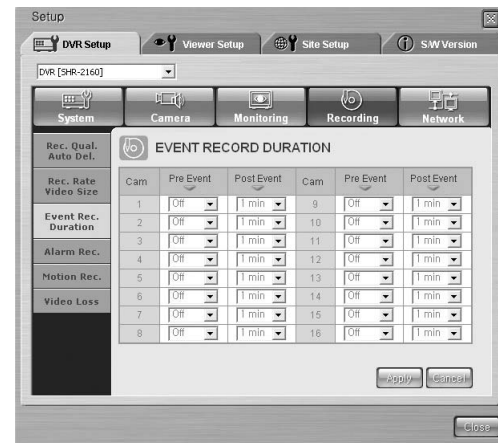 Setup
DVR Setup Viewer Setup Site Setup S/W Version
DVR [SHR-2160]
System Camera Monitoring Recording Network
Rec. Qual. Auto Del.
Rec. Rate Video Size
Event Rec. Duration
Alarm Rec.
Motion Rec.
Video Loss
EVENT RECORD DURATION
Cam Pre Event Post Event Cam Pre Event Post Event
1 Off 1 min 9 Off 1 min
2 Off 1 min 10 Off 1 min
3 Off 1 min 11 Off 1 min
4 Off 1 min 12 Off 1 min
5 Off 1 min 13 Off 1 min
6 Off 1 min 14 Off 1 min
7 Off 1 min 15 Off 1 min
8 Off 1 min 16 Off 1 min
Apply Cancel
Close